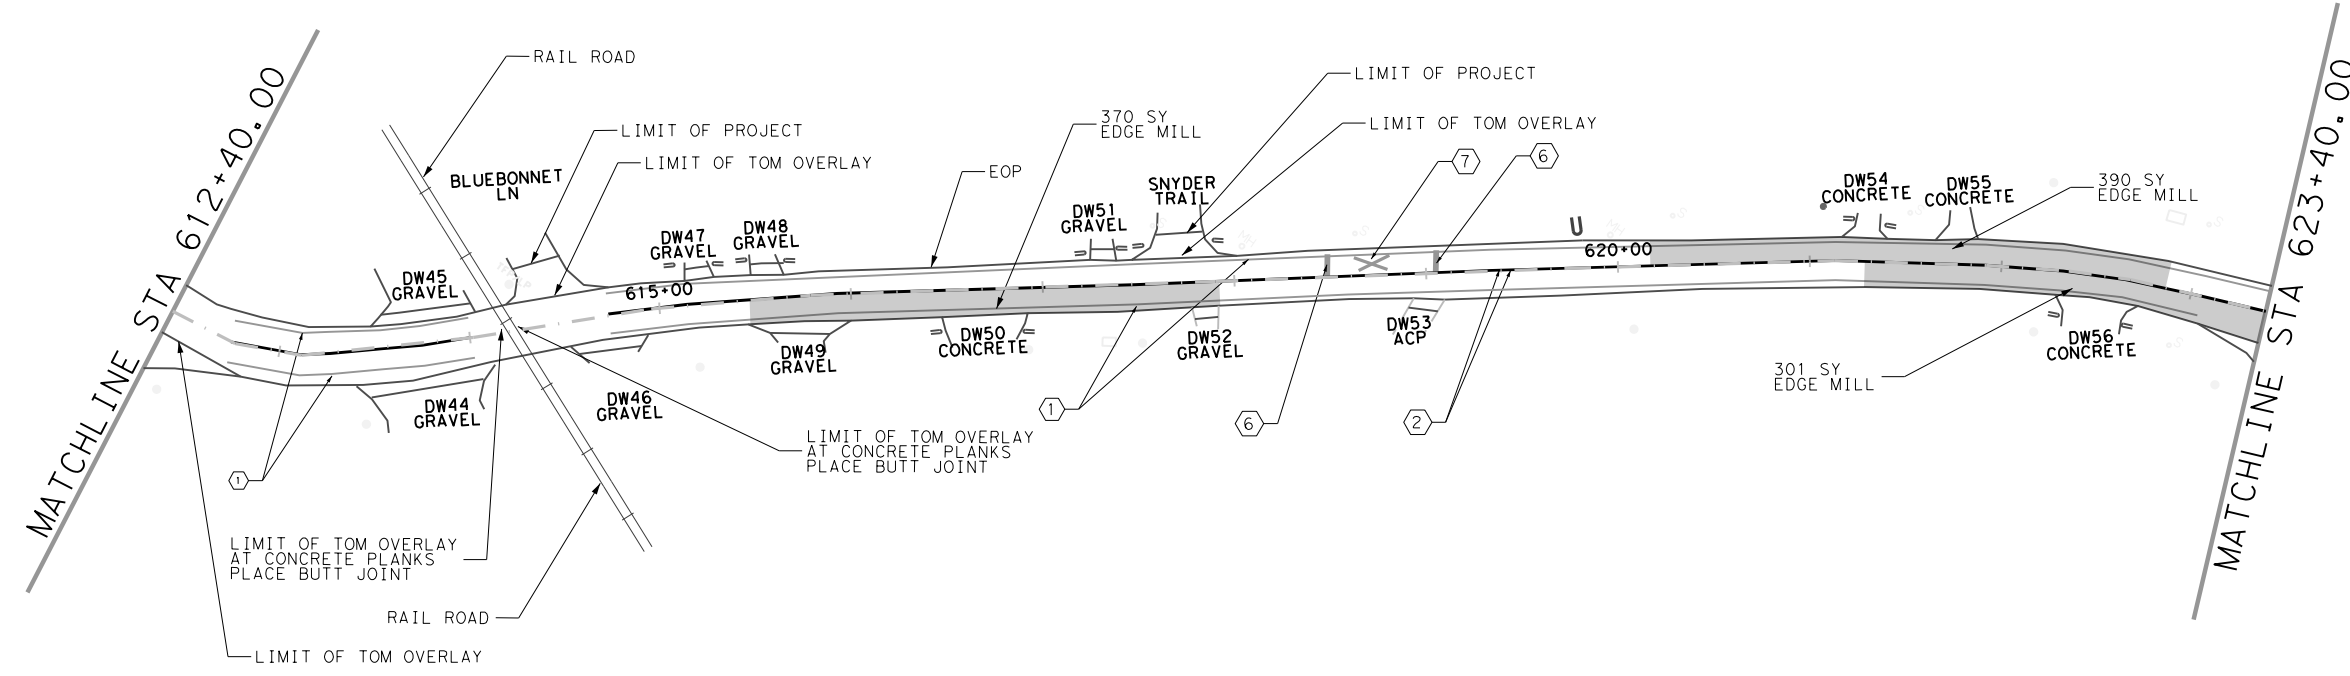 MATCHLINE STA 612+40.00
RAIL ROAD
LIMIT OF PROJECT
LIMIT OF TOM OVERLAY
BLUEBONNET
LN
DW45
GRAVEL
DW44
GRAVEL
1
LIMIT OF TOM OVERLAY
AT CONCRETE PLANKS
PLACE BUTT JOINT
RAIL ROAD
LIMIT OF TOM OVERLAY
DW46
GRAVEL
615+00
DW47
GRAVEL
DW48
GRAVEL
DW49
GRAVEL
LIMIT OF TOM OVERLAY
AT CONCRETE PLANKS
PLACE BUTT JOINT
EOP
370 SY
EDGE MILL
DW50
CONCRETE
DW51
GRAVEL
SNYDER
TRAIL
LIMIT OF PROJECT
LIMIT OF TOM OVERLAY
1
DW52
GRAVEL
6
7
6
DW53
ACP
2
U
620+00
DW54
CONCRETE
DW55
CONCRETE
390 SY
EDGE MILL
301 SY
EDGE MILL
DW56
CONCRETE
MATCHLINE STA 623+40.00